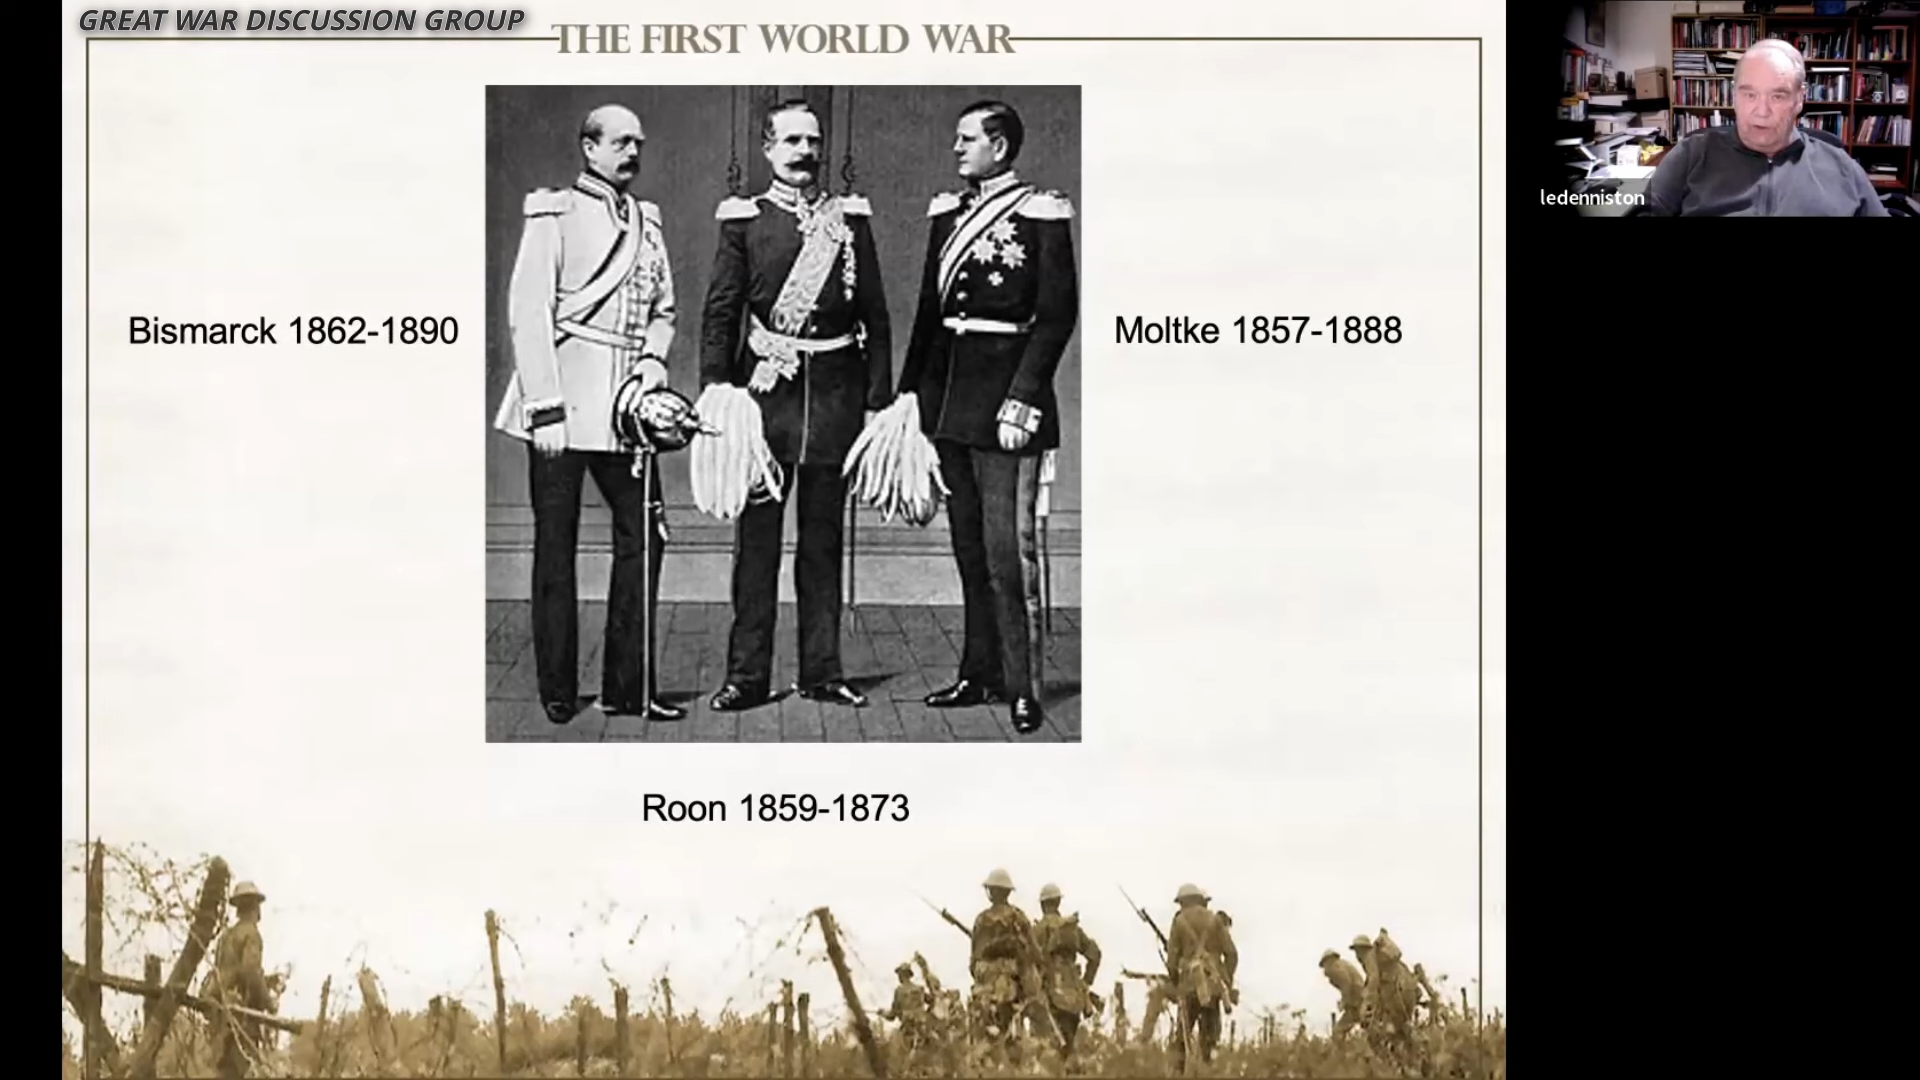 GREAT WAR DISCUSSION GROUP
THE FIRST WORLD WAR
ledenniston
Bismarck 1862-1890
Moltke 1857-1888
Roon 1859-1873